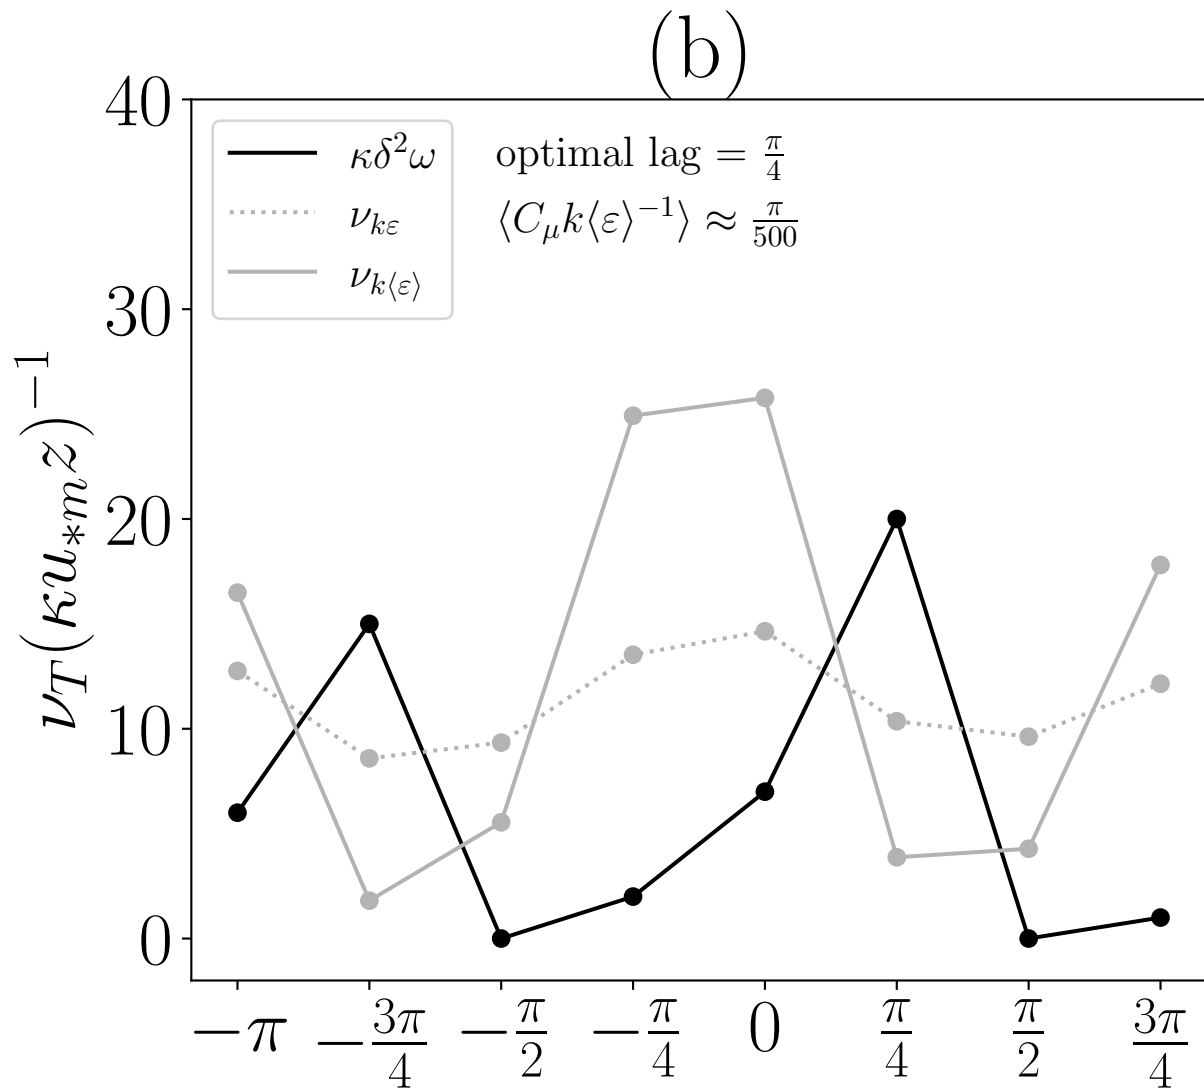 (b)
40
30
20
10
0
ν_T(κu_{*m}z)^{−1}
κδ²ω
ν_{kε}
ν_{k⟨ε⟩}
optimal lag = π/4
⟨C_μ k⟨ε⟩^{−1}⟩ ≈ π/500
−π −3π/4 −π/2 −π/4 0 π/4 π/2 3π/4